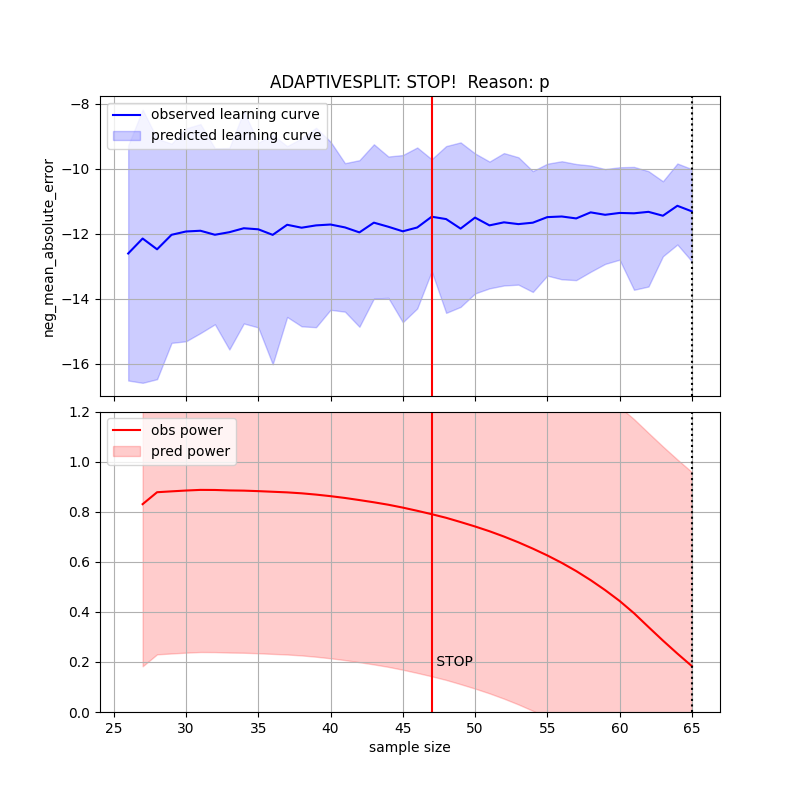 ADAPTIVESPLIT: STOP!  Reason: p
−8
−10
−12
−14
−16
neg_mean_absolute_error
observed learning curve
predicted learning curve
1.2
1.0
0.8
0.6
0.4
0.2
0.0
obs power
pred power
STOP
25 30 35 40 45 50 55 60 65
sample size